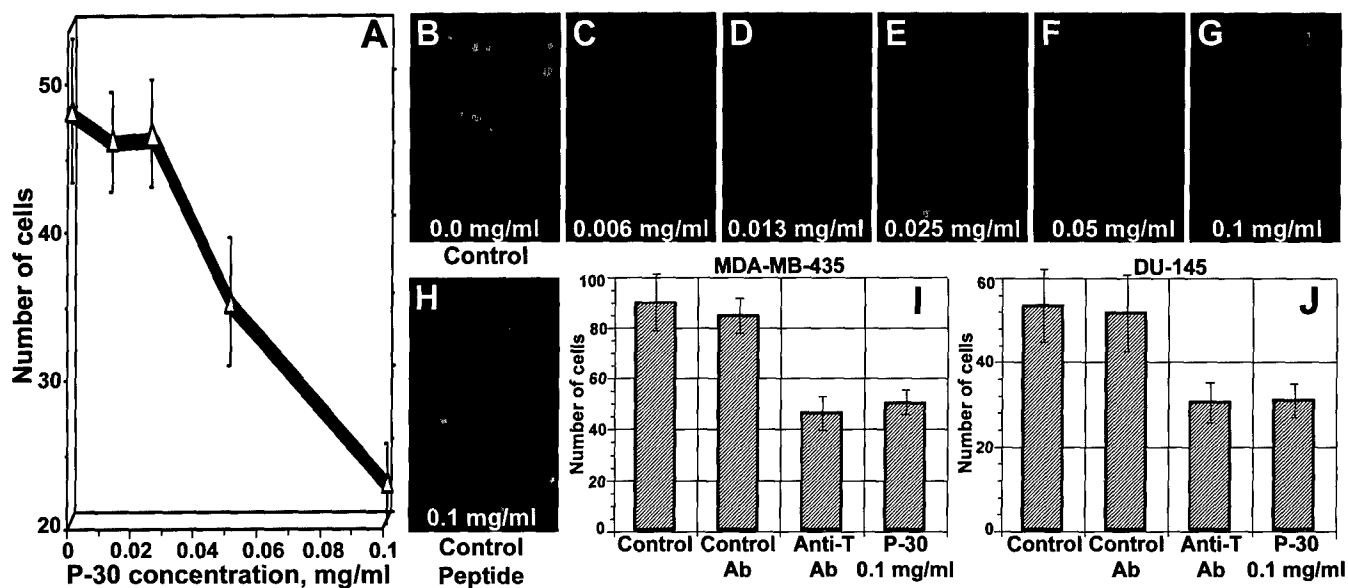 A
Number of cells
50
40
30
20
0 0.02 0.04 0.06 0.08 0.1
P-30 concentration, mg/ml
B
0.0 mg/ml
Control
C
0.006 mg/ml
D
0.013 mg/ml
E
0.025 mg/ml
F
0.05 mg/ml
G
0.1 mg/ml
H
0.1 mg/ml
Control
Peptide
MDA-MB-435
I
Number of cells
100
80
60
40
20
0
Control Control Anti-T P-30
Ab Ab 0.1 mg/ml
DU-145
J
Number of cells
60
40
20
0
Control Control Anti-T P-30
Ab Ab 0.1 mg/ml